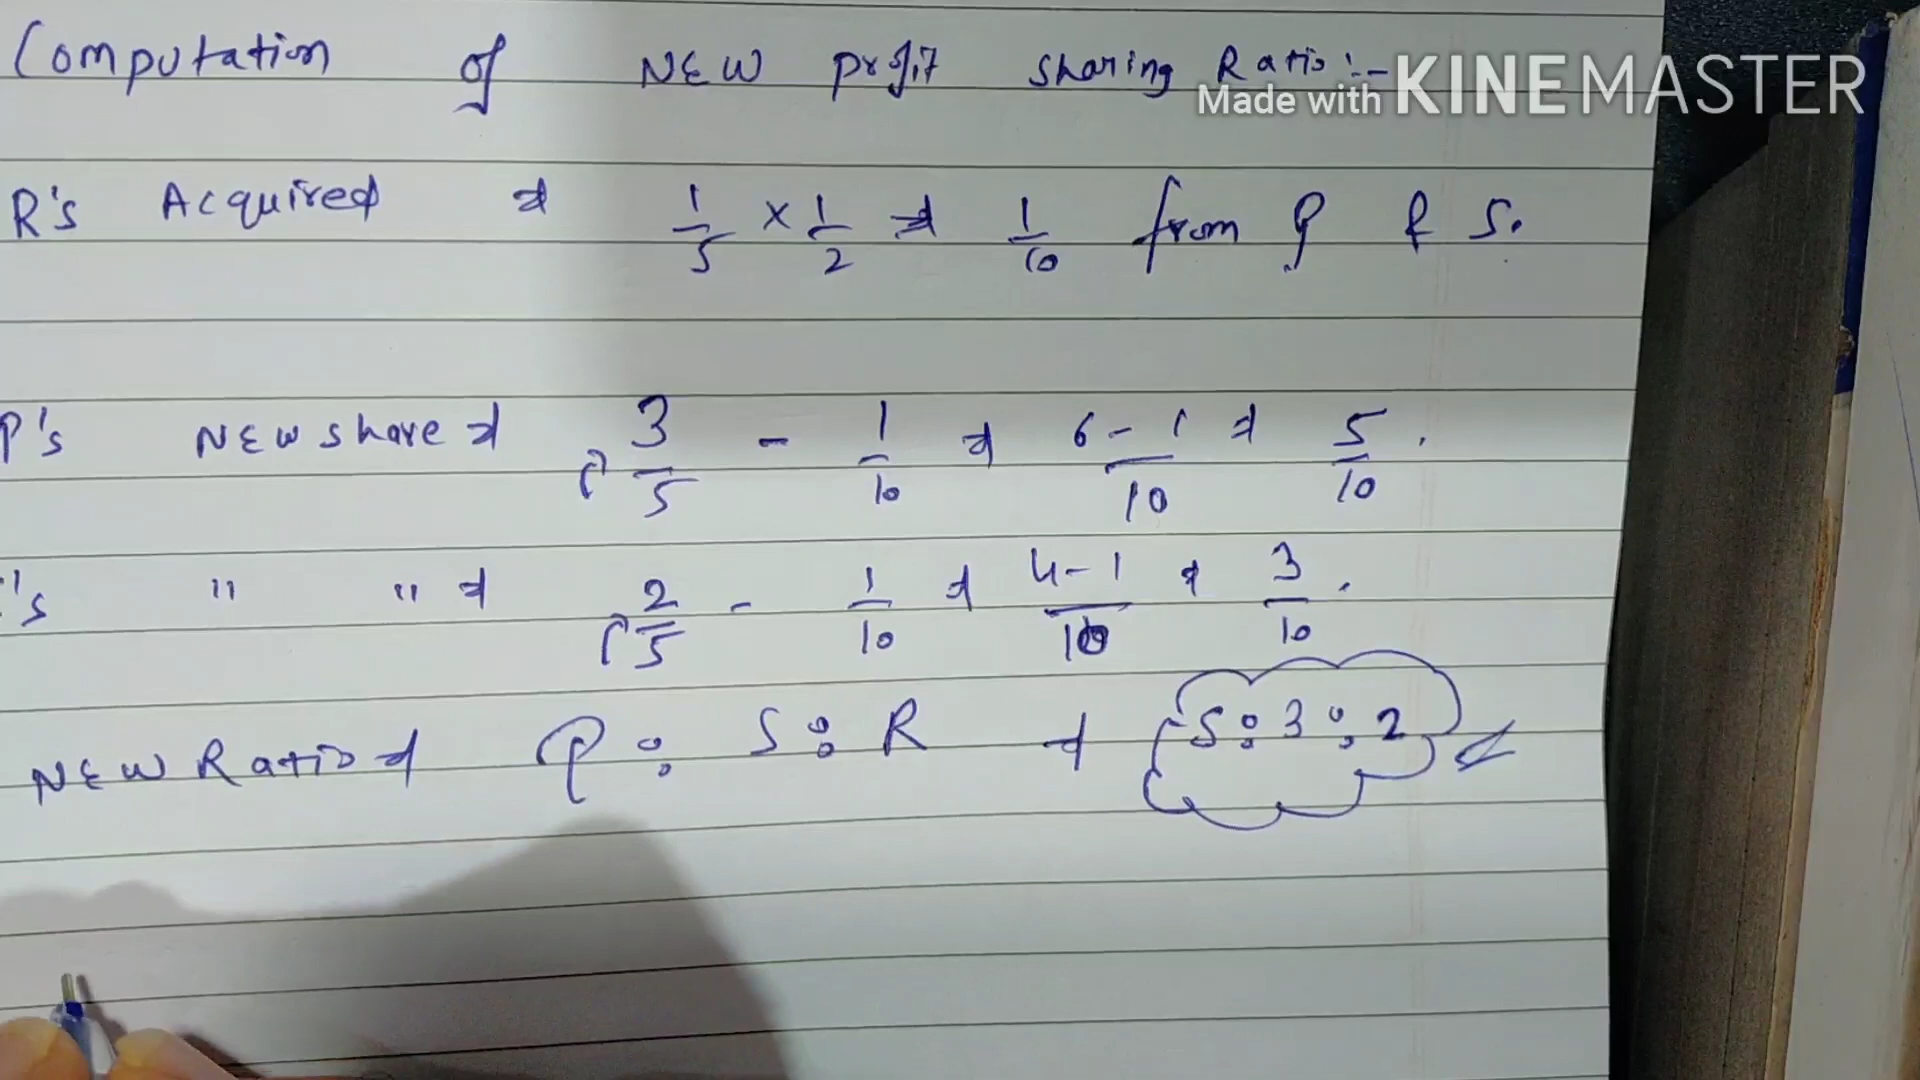 Computation of NEW profit sharing Ratio :-
Made with KINEMASTER
R's Acquired ⇒ 1/5 × 1/2 ⇒ 1/10 from P & S.
P's NEW share ⇒ 3/5 - 1/10 ⇒ 6-1/10 ⇒ 5/10.
's " " ⇒ 2/5 - 1/10 ⇒ 4-1/10 ⇒ 3/10.
NEW Ratio ⇒ P : S : R ⇒ 5 : 3 : 2